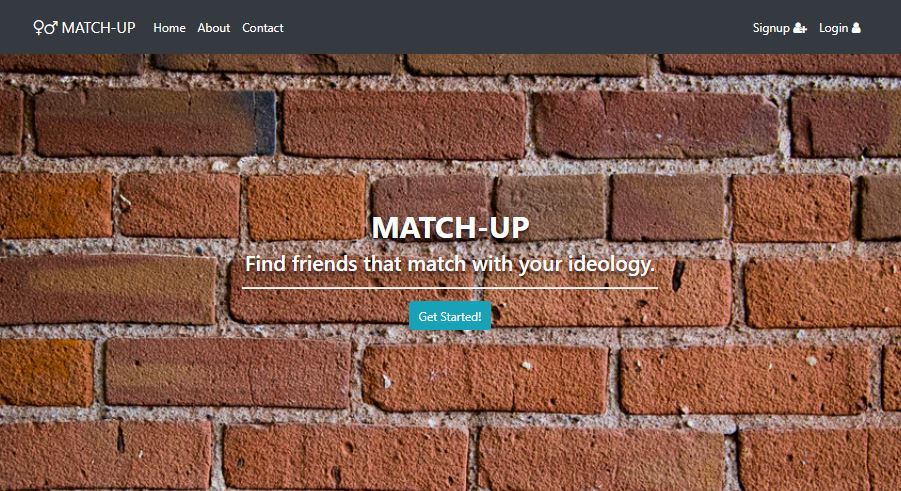 ♀♂ MATCH-UP Home About Contact Signup Login
MATCH-UP
Find friends that match with your ideology.
Get Started!